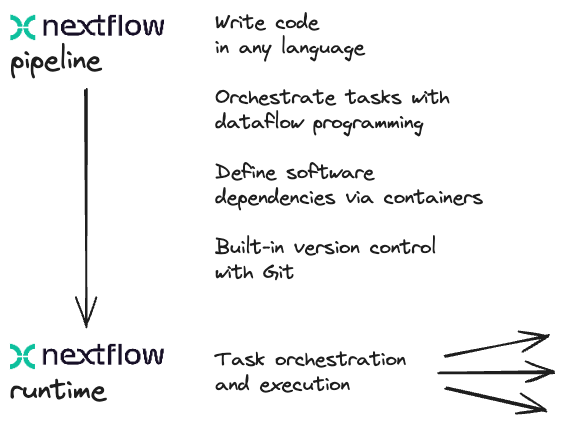 nextflow
pipeline
Write code
in any language
Orchestrate tasks with
dataflow programming
Define software
dependencies via containers
Built-in version control
with Git
nextflow
runtime
Task orchestration
and execution